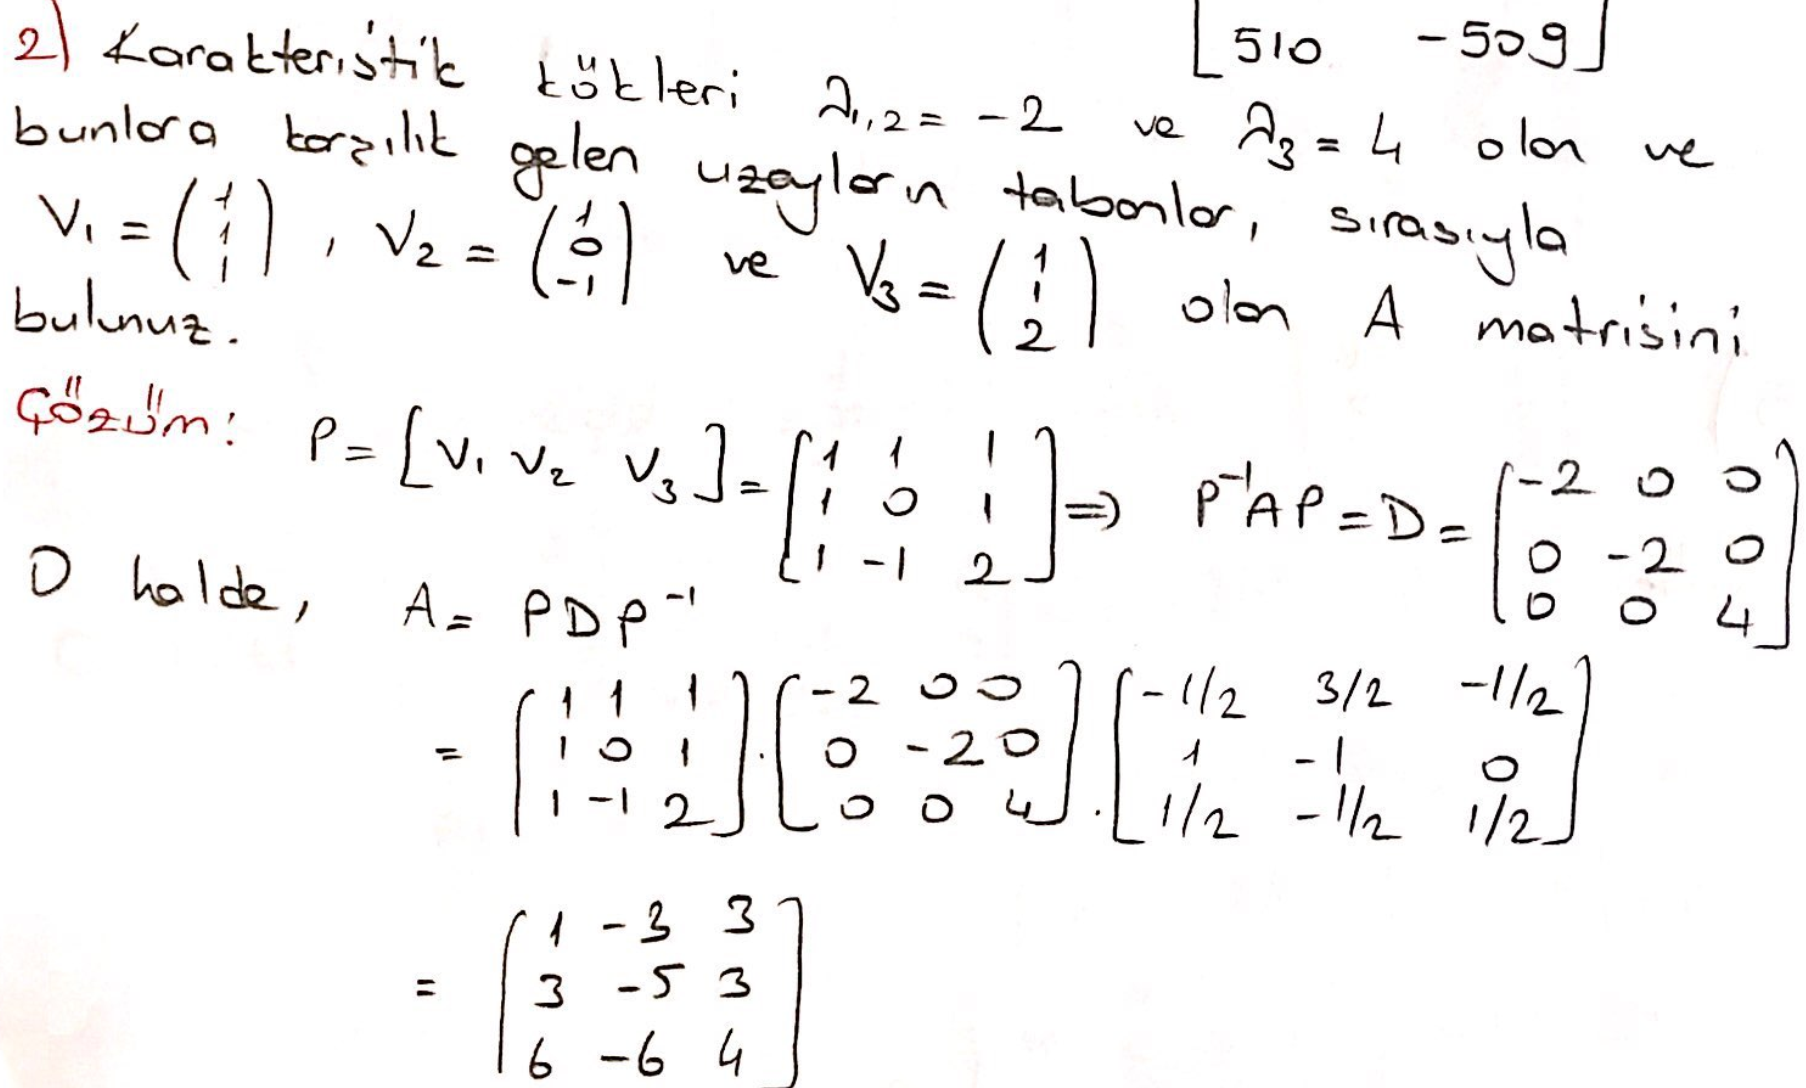 [510 -509]
2) Karakteristik kökleri λ₁,₂ = -2 ve λ₃ = 4 olan ve
bunlara karşılık gelen uzayların tabanlar, sırasıyla
V₁ = (1 1 1), V₂ = (1 0 -1) ve V₃ = (1 1 2) olan A matrisini
bulunuz.
Çözüm: P = [V₁ V₂ V₃] = [1 1 1; 1 0 1; 1 -1 2] ⇒ P⁻¹AP = D = [-2 0 0; 0 -2 0; 0 0 4]
O halde, A = PDP⁻¹
= [1 1 1; 1 0 1; 1 -1 2] . [-2 0 0; 0 -2 0; 0 0 4] . [-1/2 3/2 -1/2; 1 -1 0; 1/2 -1/2 1/2]
= [1 -3 3; 3 -5 3; 6 -6 4]